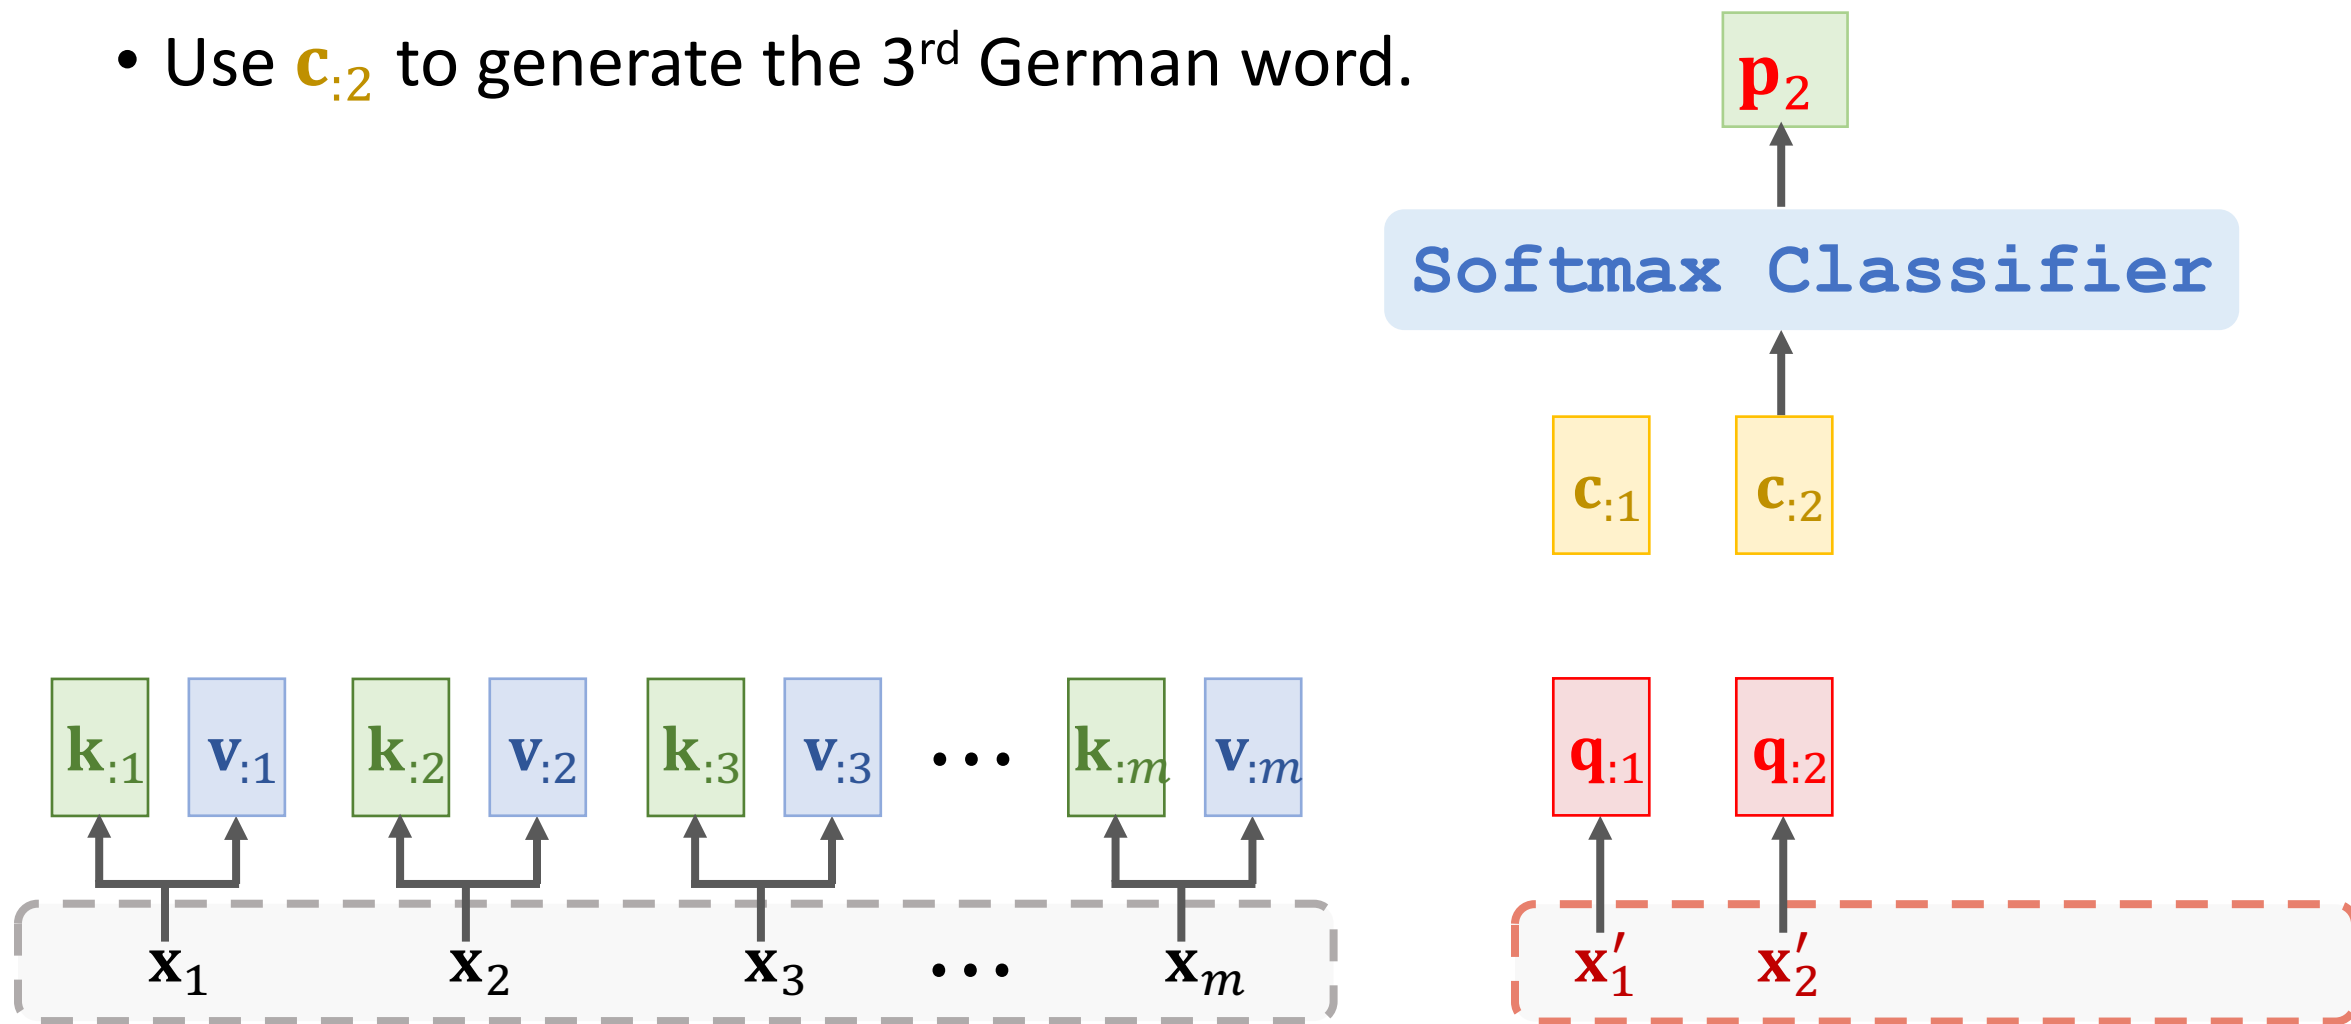 • Use 𝐜:2 to generate the 3rd German word.
𝐩2
Softmax Classifier
𝐜:1 𝐜:2
𝐤:1 𝐯:1 𝐤:2 𝐯:2 𝐤:3 𝐯:3 ⋯ 𝐤:𝑚 𝐯:𝑚 𝐪:1 𝐪:2
𝐱1 𝐱2 𝐱3 ⋯ 𝐱𝑚 𝐱′1 𝐱′2